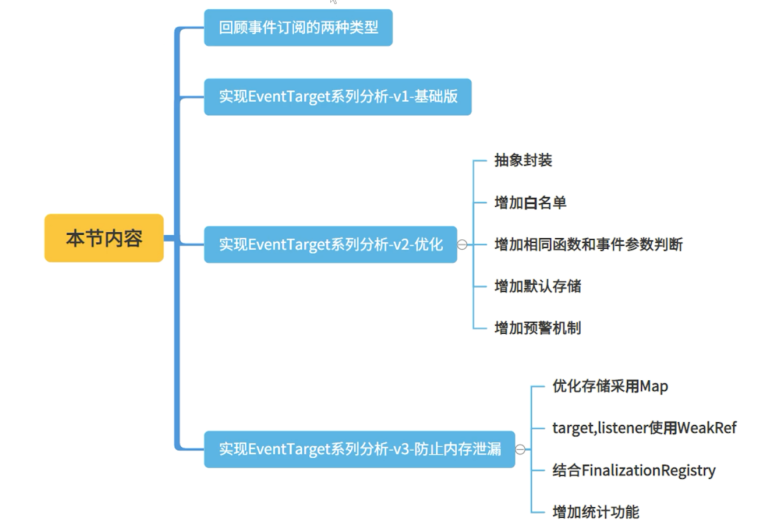 本节内容
回顾事件订阅的两种类型
实现EventTarget系列分析-v1-基础版
实现EventTarget系列分析-v2-优化
抽象封装
增加白名单
增加相同函数和事件参数判断
增加默认存储
增加预警机制
实现EventTarget系列分析-v3-防止内存泄漏
优化存储采用Map
target,listener使用WeakRef
结合FinalizationRegistry
增加统计功能